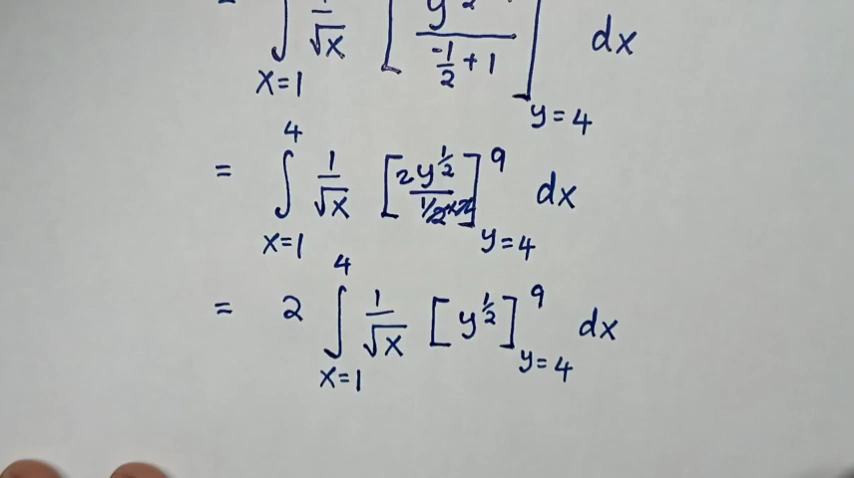 = ∫_{x=1} 1/√x [y^{1/2}/(-1/2 + 1)]_{y=4} dx
= ∫_{x=1}^{4} 1/√x [2y^{1/2}]_{y=4}^{9} dx
= 2 ∫_{x=1}^{4} 1/√x [y^{1/2}]_{y=4}^{9} dx